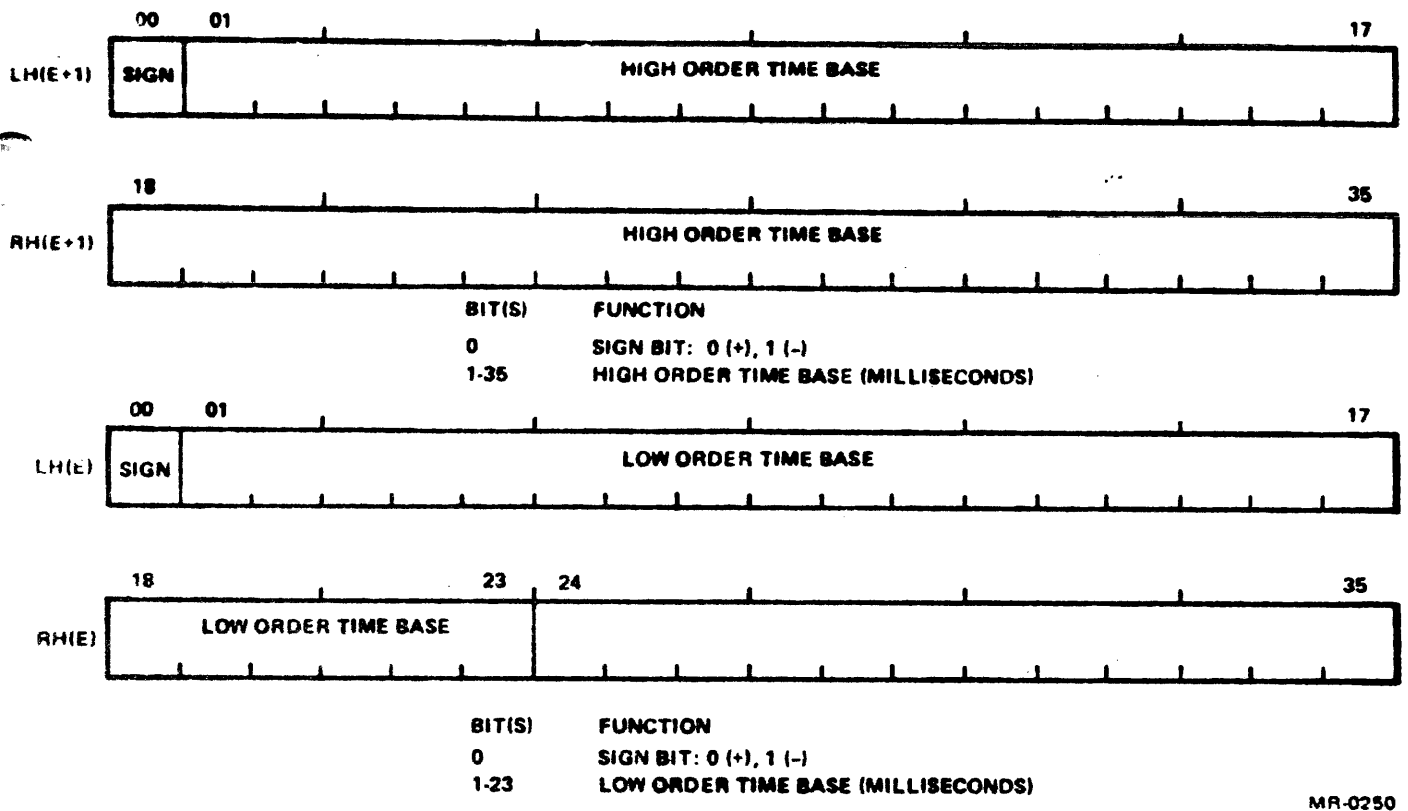 00 01 17
LH(E+1) SIGN HIGH ORDER TIME BASE
18 35
RH(E+1) HIGH ORDER TIME BASE
BIT(S) FUNCTION
0 SIGN BIT: 0 (+), 1 (-)
1-35 HIGH ORDER TIME BASE (MILLISECONDS)
00 01 17
LH(E) SIGN LOW ORDER TIME BASE
18 23 24 35
RH(E) LOW ORDER TIME BASE
BIT(S) FUNCTION
0 SIGN BIT: 0 (+), 1 (-)
1-23 LOW ORDER TIME BASE (MILLISECONDS)
MR-0250